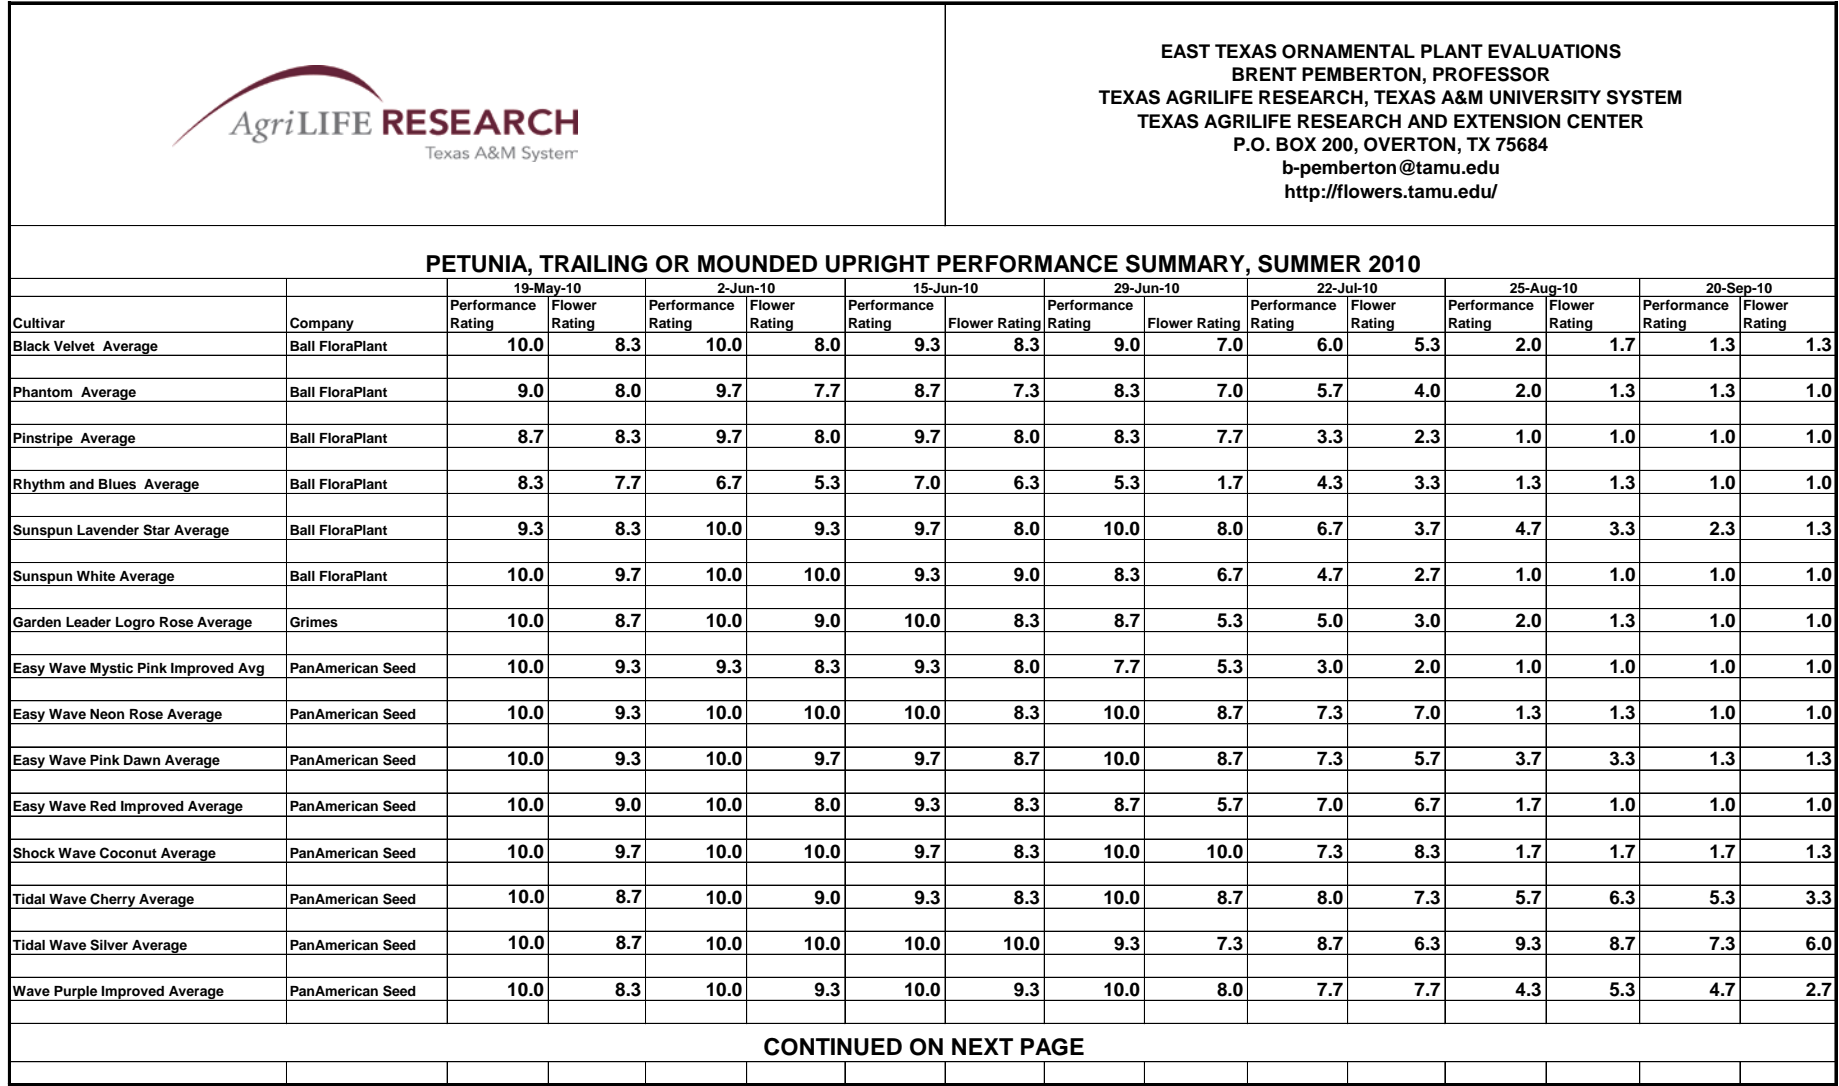 AgriLIFE RESEARCH
Texas A&M System
EAST TEXAS ORNAMENTAL PLANT EVALUATIONS
BRENT PEMBERTON, PROFESSOR
TEXAS AGRILIFE RESEARCH, TEXAS A&M UNIVERSITY SYSTEM
TEXAS AGRILIFE RESEARCH AND EXTENSION CENTER
P.O. BOX 200, OVERTON, TX 75684
b-pemberton@tamu.edu
http://flowers.tamu.edu/
PETUNIA, TRAILING OR MOUNDED UPRIGHT PERFORMANCE SUMMARY, SUMMER 2010
19-May-10 2-Jun-10 15-Jun-10 29-Jun-10 22-Jul-10 25-Aug-10 20-Sep-10
Performance Flower Performance Flower Performance Performance Performance Flower Performance Flower Performance Flower
Cultivar Company Rating Rating Rating Rating Rating Flower Rating Rating Flower Rating Rating Rating Rating Rating Rating Rating
Black Velvet Average Ball FloraPlant 10.0 8.3 10.0 8.0 9.3 8.3 9.0 7.0 6.0 5.3 2.0 1.7 1.3 1.3
Phantom Average Ball FloraPlant 9.0 8.0 9.7 7.7 8.7 7.3 8.3 7.0 5.7 4.0 2.0 1.3 1.3 1.0
Pinstripe Average Ball FloraPlant 8.7 8.3 9.7 8.0 9.7 8.0 8.3 7.7 3.3 2.3 1.0 1.0 1.0 1.0
Rhythm and Blues Average Ball FloraPlant 8.3 7.7 6.7 5.3 7.0 6.3 5.3 1.7 4.3 3.3 1.3 1.3 1.0 1.0
Sunspun Lavender Star Average Ball FloraPlant 9.3 8.3 10.0 9.3 9.7 8.0 10.0 8.0 6.7 3.7 4.7 3.3 2.3 1.3
Sunspun White Average Ball FloraPlant 10.0 9.7 10.0 10.0 9.3 9.0 8.3 6.7 4.7 2.7 1.0 1.0 1.0 1.0
Garden Leader Logro Rose Average Grimes 10.0 8.7 10.0 9.0 10.0 8.3 8.7 5.3 5.0 3.0 2.0 1.3 1.0 1.0
Easy Wave Mystic Pink Improved Avg PanAmerican Seed 10.0 9.3 9.3 8.3 9.3 8.0 7.7 5.3 3.0 2.0 1.0 1.0 1.0 1.0
Easy Wave Neon Rose Average PanAmerican Seed 10.0 9.3 10.0 10.0 10.0 8.3 10.0 8.7 7.3 7.0 1.3 1.3 1.0 1.0
Easy Wave Pink Dawn Average PanAmerican Seed 10.0 9.3 10.0 9.7 9.7 8.7 10.0 8.7 7.3 5.7 3.7 3.3 1.3 1.3
Easy Wave Red Improved Average PanAmerican Seed 10.0 9.0 10.0 8.0 9.3 8.3 8.7 5.7 7.0 6.7 1.7 1.0 1.0 1.0
Shock Wave Coconut Average PanAmerican Seed 10.0 9.7 10.0 10.0 9.7 8.3 10.0 10.0 7.3 8.3 1.7 1.7 1.7 1.3
Tidal Wave Cherry Average PanAmerican Seed 10.0 8.7 10.0 9.0 9.3 8.3 10.0 8.7 8.0 7.3 5.7 6.3 5.3 3.3
Tidal Wave Silver Average PanAmerican Seed 10.0 8.7 10.0 10.0 10.0 10.0 9.3 7.3 8.7 6.3 9.3 8.7 7.3 6.0
Wave Purple Improved Average PanAmerican Seed 10.0 8.3 10.0 9.3 10.0 9.3 10.0 8.0 7.7 7.7 4.3 5.3 4.7 2.7
CONTINUED ON NEXT PAGE